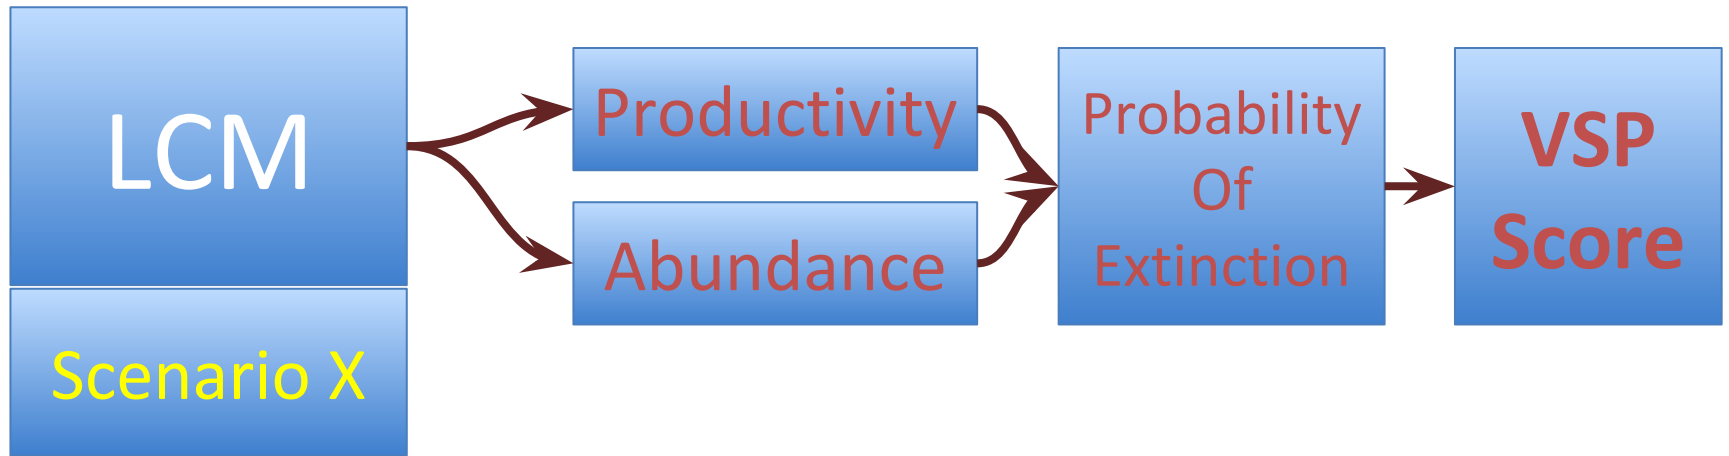 LCM
Scenario X
Productivity
Abundance
Probability
Of
Extinction
VSP
Score